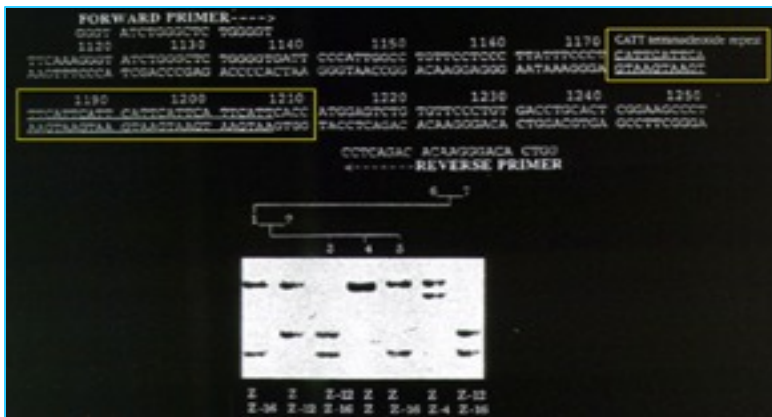 FORWARD PRIMER---->
GGGT ATCTGGGCTC TGGGGT
1120 1130 1140 1150 1160 1170 CATT tetranucleotide repeat
TTCAAAGGGT ATCTGGGCTC TGGGGTGATT CCCATTGGCC TGTTCCTCCC TTATTTCCCT CATTCATTCA
AAGTTTCCCA TAGACCCGAG ACCCCACTAA GGGTAACCGG ACAAGGAGGG AATAAAGGGA GTAAGTAAGT
1190 1200 1210 1220 1230 1240 1250
TTCATTCATT CATTCATTCA TTCATTCACC ATGGAGTCTG TGTTCCCTGT GACCTGCACT CGGAAGCCCT
AAGTAAGTAA GTAAGTAAGT AAGTAAGTGG TACCTCAGAC ACAAGGGACA CTGGACGTGA GCCTTCGGGA
CCTCAGAC ACAAGGGACA CTGG
<-------REVERSE PRIMER
6 7
1
3 4 5
Z Z Z-12 Z Z Z Z-12
Z-16 Z-12 Z-16 Z Z-16 Z-4 Z-16